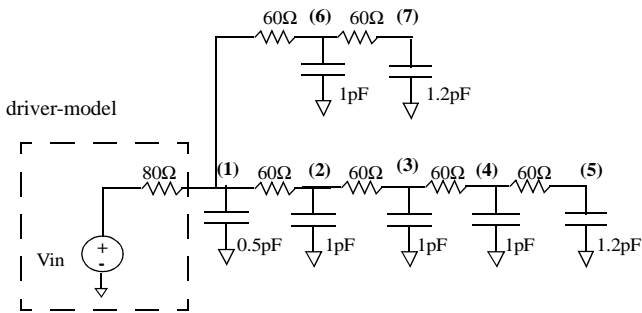 60Ω (6) 60Ω (7)
1pF 1.2pF
driver-model
80Ω (1) 60Ω (2) 60Ω (3) 60Ω (4) 60Ω (5)
Vin + -
0.5pF 1pF 1pF 1pF 1.2pF